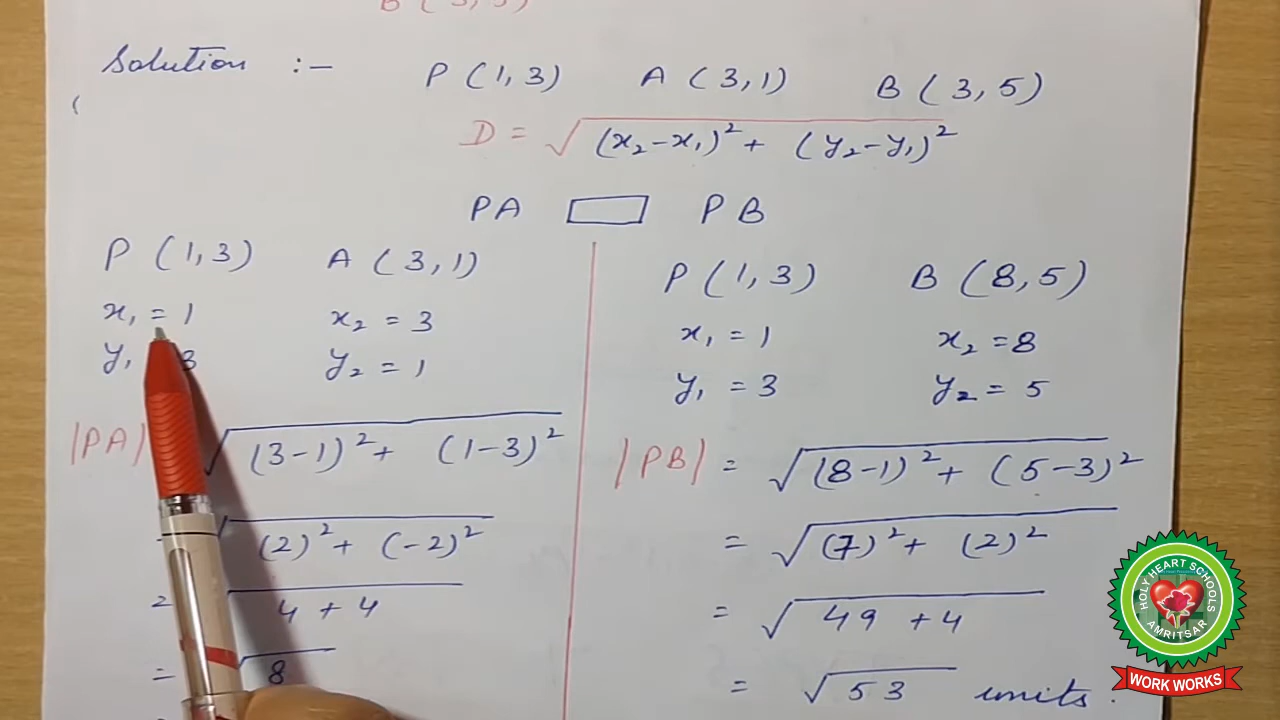 B (3,5)
Solution :-
P (1,3) A (3,1) B (3,5)
D = √(x₂-x₁)² + (y₂-y₁)²
PA ▭ PB
P (1,3) A (3,1)
x₁ = 1 x₂ = 3
y₁ 3 y₂ = 1
|PA| √(3-1)² + (1-3)²
√(2)² + (-2)²
= √4 + 4
= √8
P (1,3) B (8,5)
x₁ = 1 x₂ = 8
y₁ = 3 y₂ = 5
|PB| = √(8-1)² + (5-3)²
= √(7)² + (2)²
= √49 + 4
= √53 units.
HOLY HEART SCHOOLS
AMRITSAR
WORK WORKS